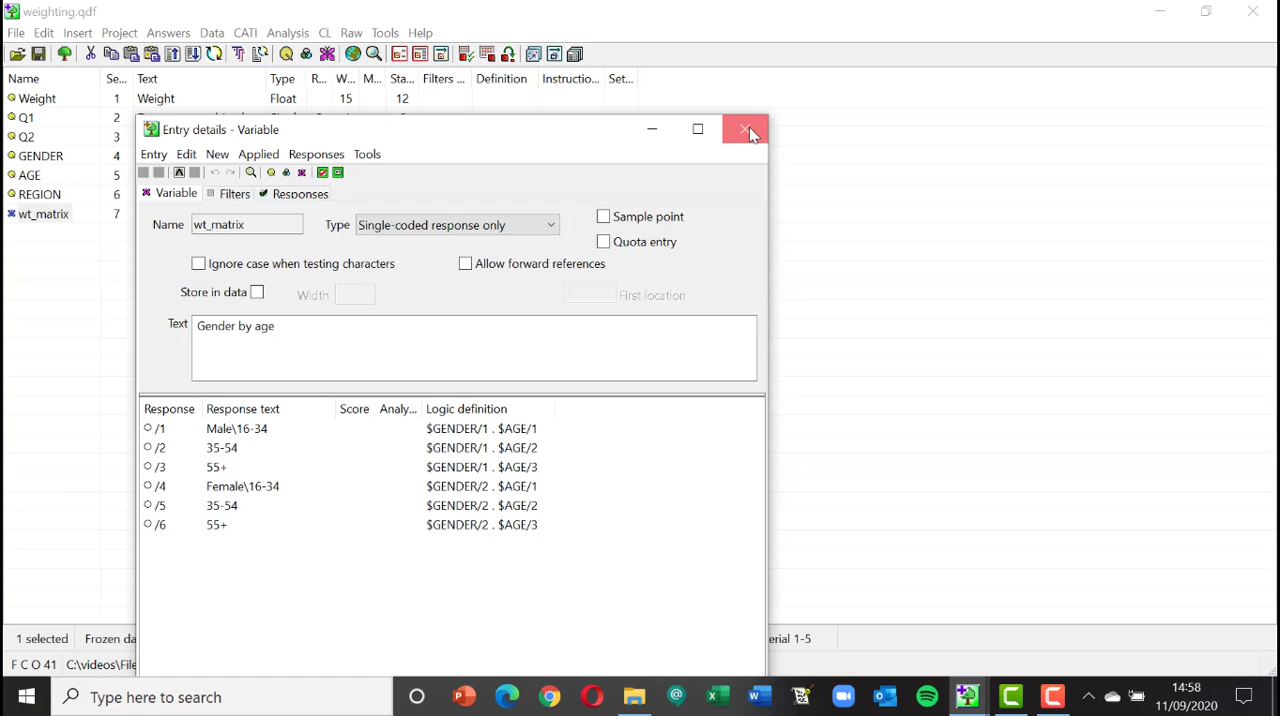 weighting.qdf
File Edit Insert Project Answers Data CATI Analysis CL Raw Tools Help
Name Se... Text Type R... W... M... Sta... Filters ... Definition Instructio... Set...
Weight 1 Weight Float 15 12
Q1 2
Q2 3
GENDER 4
AGE 5
REGION 6
wt_matrix 7
Entry details - Variable
Entry Edit New Applied Responses Tools
Variable Filters Responses
Name wt_matrix Type Single-coded response only Sample point
Quota entry
Ignore case when testing characters Allow forward references
Store in data Width First location
Text Gender by age
Response Response text Score Analy... Logic definition
/1 Male\16-34 $GENDER/1 . $AGE/1
/2 35-54 $GENDER/1 . $AGE/2
/3 55+ $GENDER/1 . $AGE/3
/4 Female\16-34 $GENDER/2 . $AGE/1
/5 35-54 $GENDER/2 . $AGE/2
/6 55+ $GENDER/2 . $AGE/3
1 selected Frozen da erial 1-5
F C O 41 C:\videos\File
Type here to search
14:58
11/09/2020